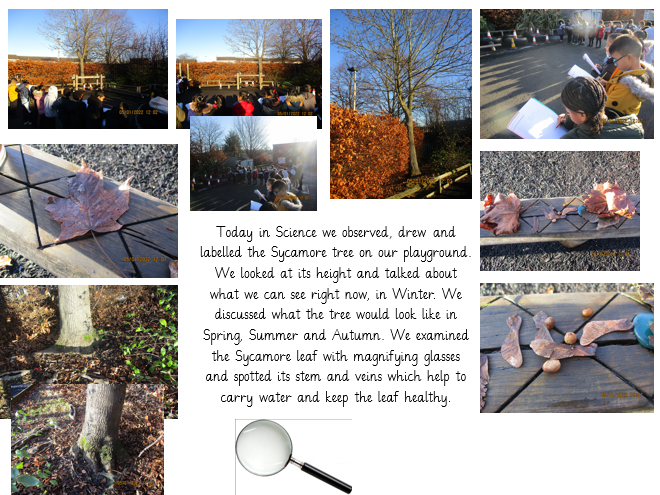 Today in Science we observed, drew and
labelled the Sycamore tree on our playground.
We looked at its height and talked about
what we can see right now, in Winter. We
discussed what the tree would look like in
Spring, Summer and Autumn. We examined
the Sycamore leaf with magnifying glasses
and spotted its stem and veins which help to
carry water and keep the leaf healthy.